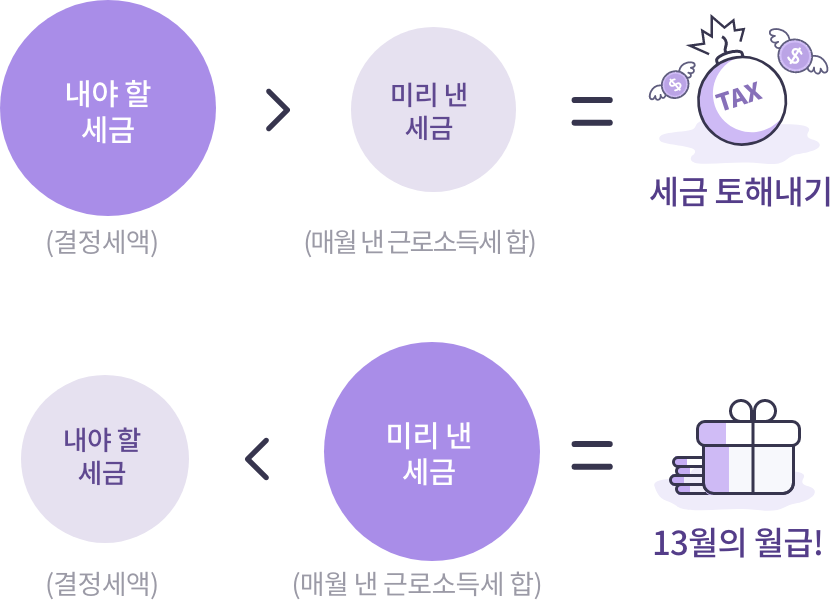 내야 할
세금
>
미리 낸
세금
=
$
TAX
$
세금 토해내기
(결정세액)
(매월 낸 근로소득세 합)
내야 할
세금
<
미리 낸
세금
=
13월의 월급!
(결정세액)
(매월 낸 근로소득세 합)